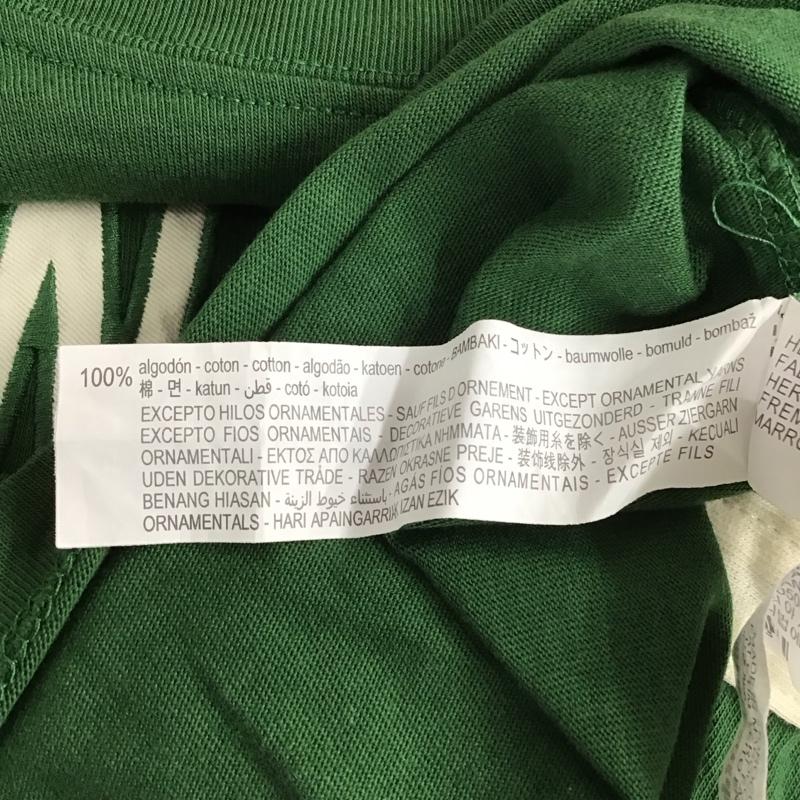 100% algodón - coton - cotton - algodão - katoen - cotone - BAMBAKI - コットン - baumwolle - bomuld - bombaž
棉 - 면 - katun - قطن - cotó - kotoia
EXCEPTO HILOS ORNAMENTALES - SAUF FILS D'ORNEMENT - EXCEPT ORNAMENTAL YARNS
EXCEPTO FIOS ORNAMENTAIS - DECORATIEVE GARENS UITGEZONDERD - TRANNE FILI
ORNAMENTALI - ΕΚΤΟΣ ΑΠΟ ΚΑΛΛΩΠΙΣΤΙΚΑ ΝΗΜΜΑΤΑ - 装飾用糸を除く - AUSSER ZIERGARN
UDEN DEKORATIVE TRÅDE - RAZEN OKRASNE PREJE - 装饰线除外 - 장식실 제외 - KECUALI
BENANG HIASAN - باستثناء خيوط الزينة - AGÁS FÍOS ORNAMENTAIS - EXCEPTE FILS
ORNAMENTALS - HARI APAINGARRIAK IZAN EZIK